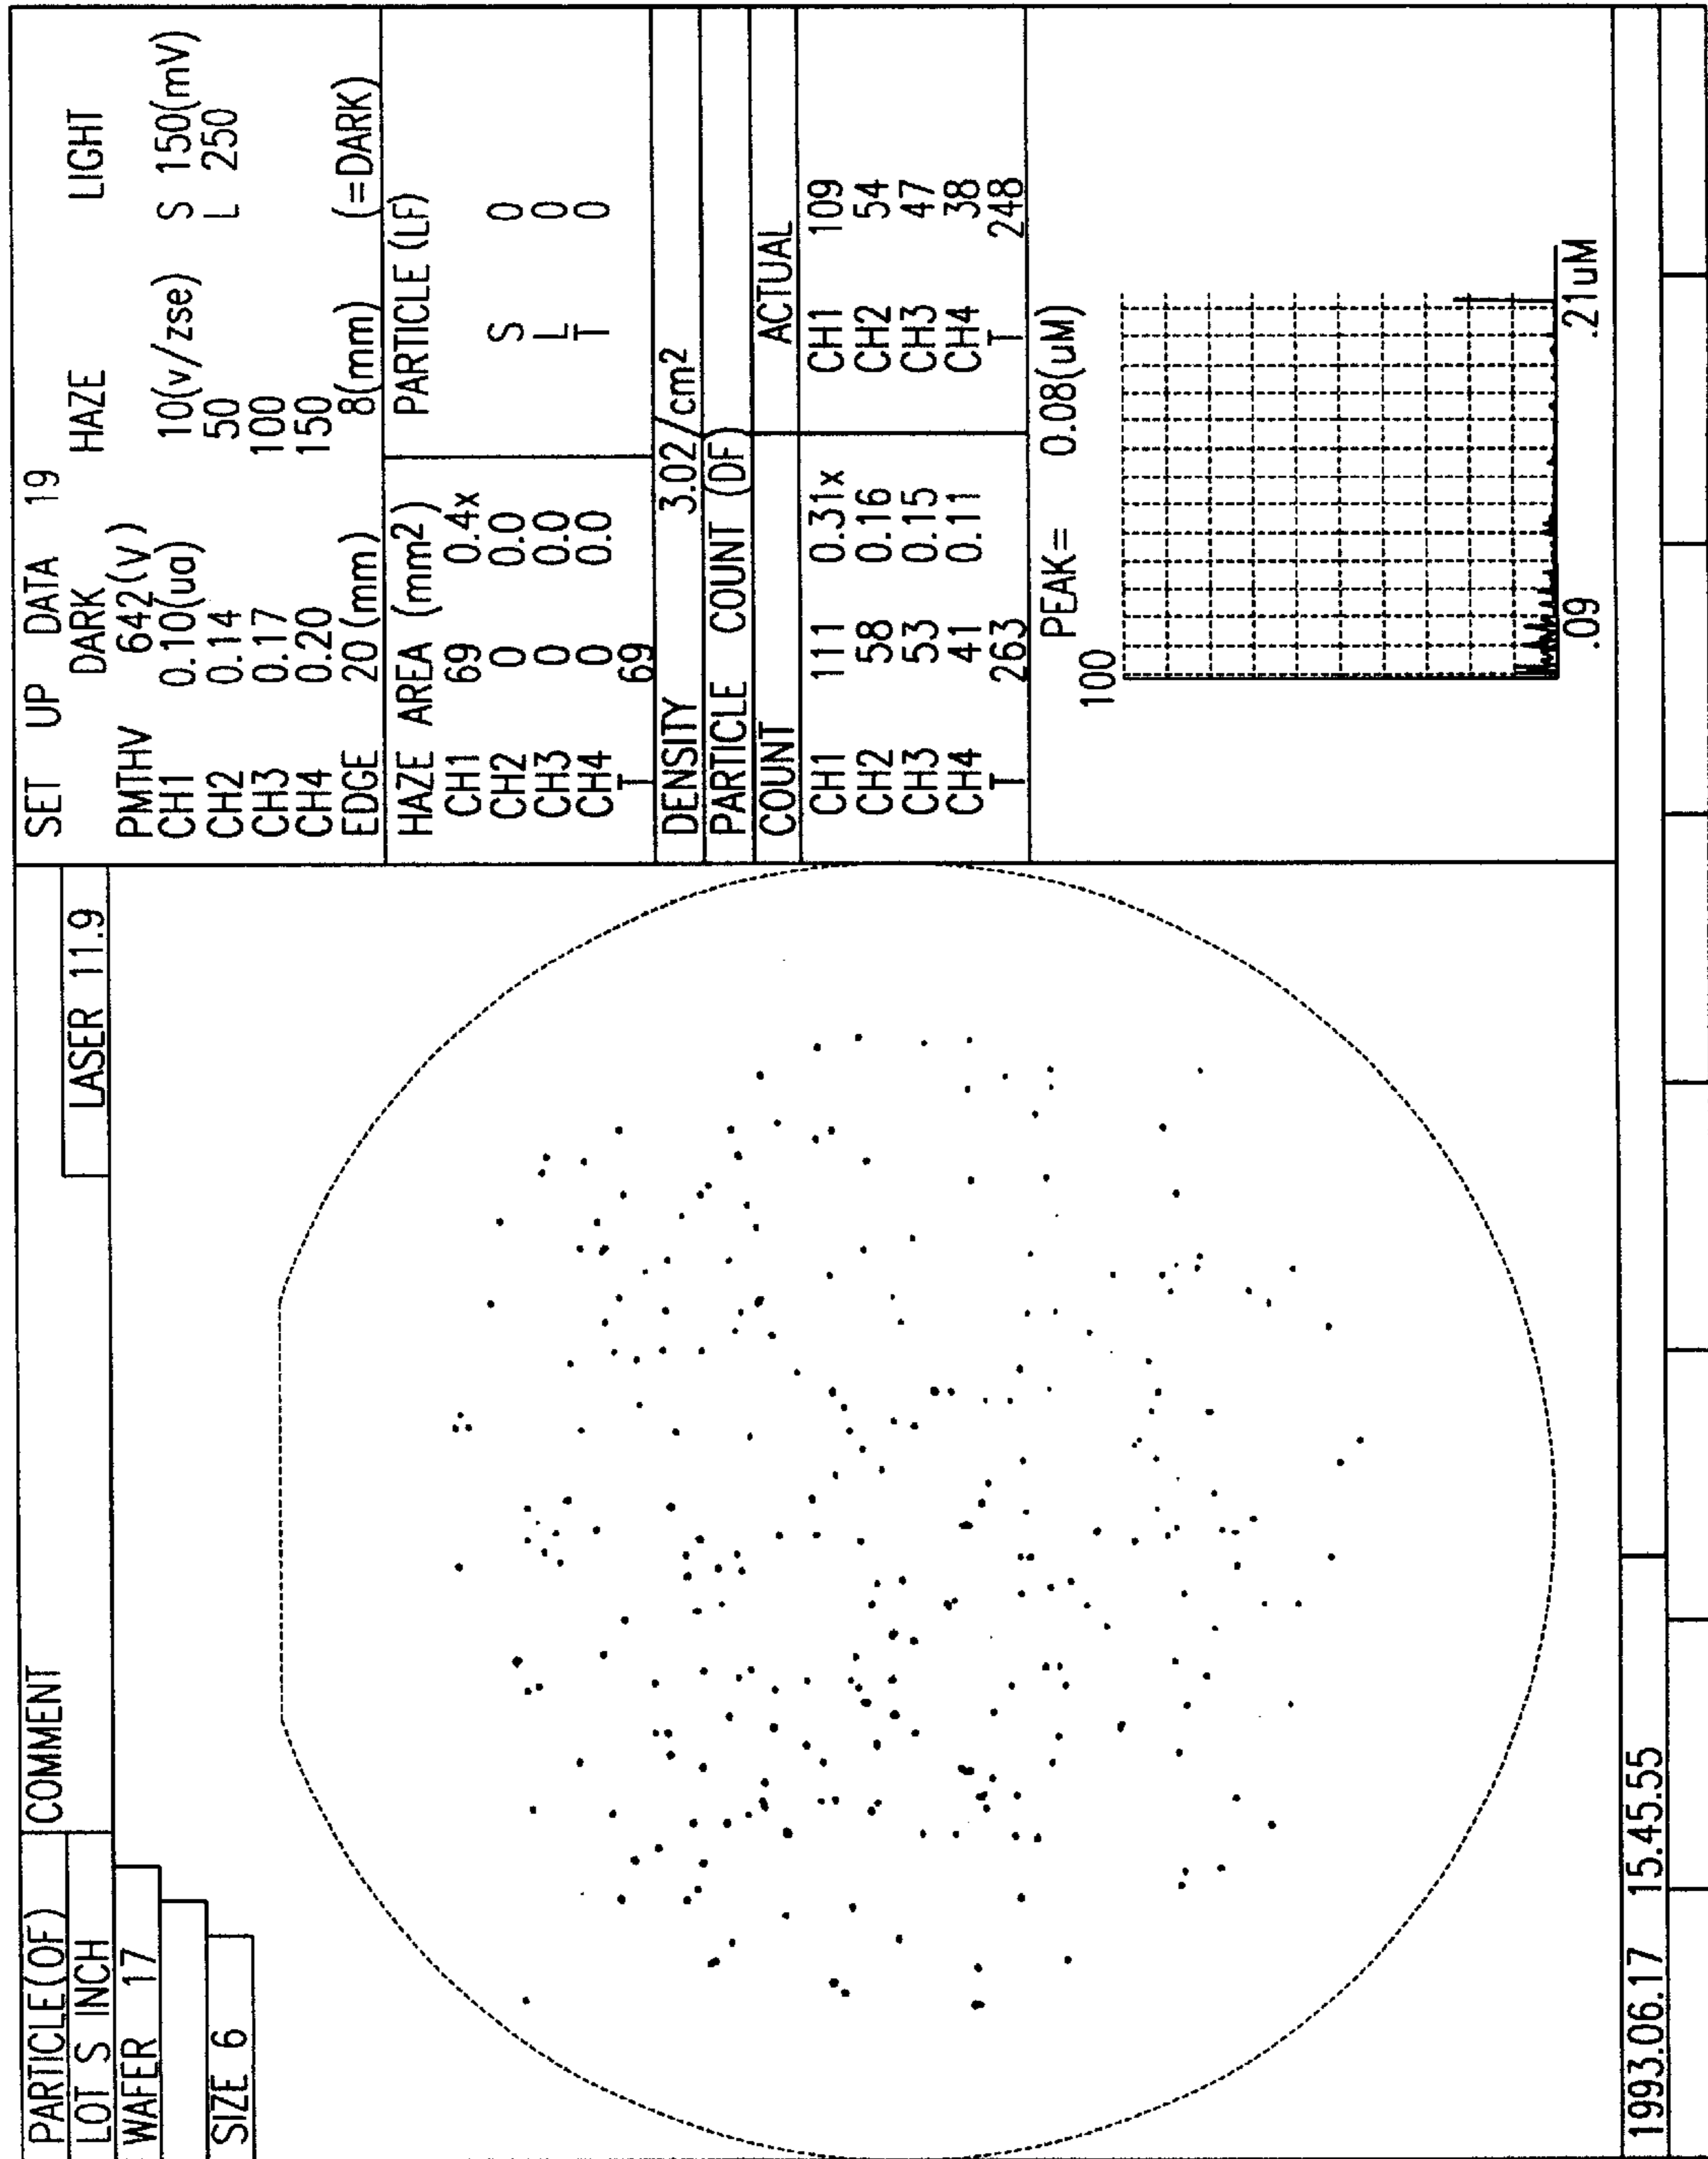 PARTICLE(OF) COMMENT
LOT S INCH LASER 11.9
WAFER 17
SIZE 6
SET UP DATA 19
DARK HAZE LIGHT
PMTHV 642(V)
CH1 0.10(ua) 10(v/zse) S 150(mV)
CH2 0.14 50 L 250
CH3 0.17 100
CH4 0.20 150
EDGE 20(mm) 8(mm) (=DARK)
HAZE AREA (mm2) PARTICLE (LF)
CH1 69 0.4x
CH2 0 0.0 S 0
CH3 0 0.0 L 0
CH4 0 0.0 T 0
T 69
DENSITY 3.02/cm2
PARTICLE COUNT (DF)
COUNT ACTUAL
CH1 111 0.31x CH1 109
CH2 58 0.16 CH2 54
CH3 53 0.15 CH3 47
CH4 41 0.11 CH4 38
T 263 T 248
PEAK= 0.08(uM)
100
.09 .21uM
1993.06.17 15.45.55